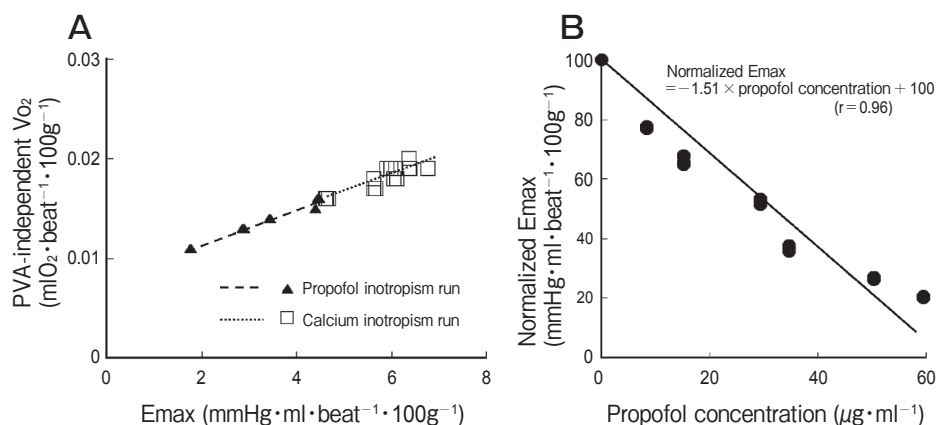 A
0.03
0.02
0.01
0
2
4
6
8
PVA-independent Vo₂
(mlO₂·beat⁻¹·100g⁻¹)
Propofol inotropism run
Calcium inotropism run
Emax (mmHg·ml·beat⁻¹·100g⁻¹)
B
100
80
60
40
20
0
0
20
40
60
Normalized Emax
(mmHg·ml·beat⁻¹·100g⁻¹)
Normalized Emax
=−1.51 × propofol concentration + 100
(r = 0.96)
Propofol concentration (μg·ml⁻¹)